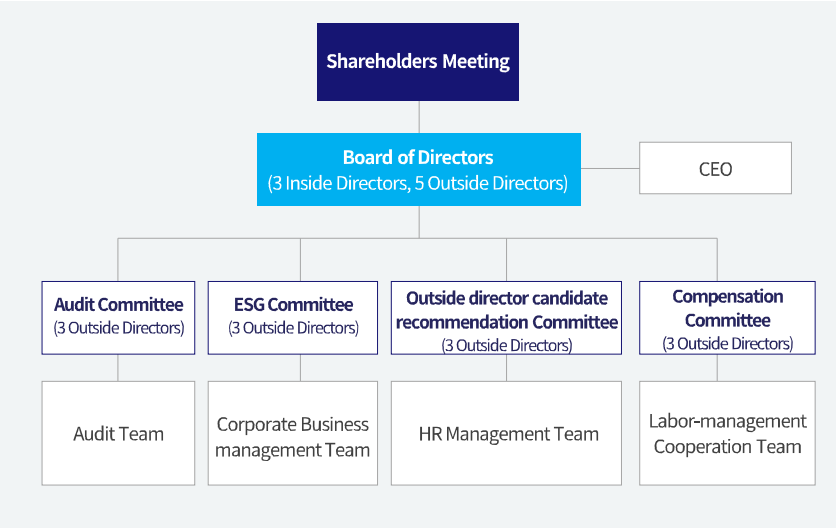 Shareholders Meeting
Board of Directors
(3 Inside Directors, 5 Outside Directors)
CEO
Audit Committee
(3 Outside Directors)
ESG Committee
(3 Outside Directors)
Outside director candidate
recommendation Committee
(3 Outside Directors)
Compensation
Committee
(3 Outside Directors)
Audit Team
Corporate Business
management Team
HR Management Team
Labor-management
Cooperation Team